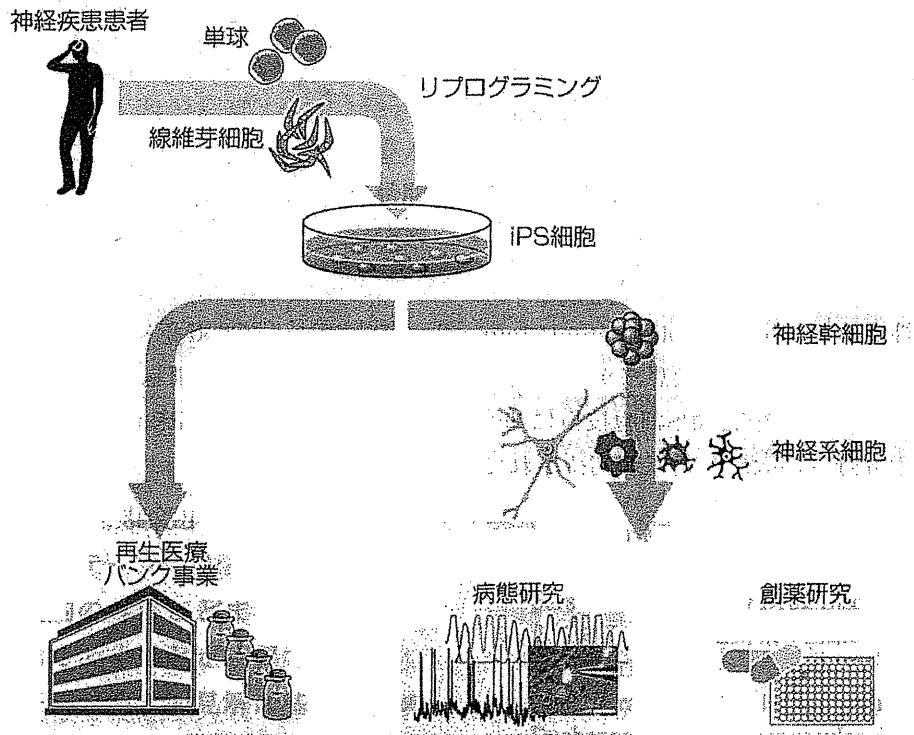 神経疾患患者
単球
リプログラミング
線維芽細胞
iPS細胞
神経幹細胞
神経系細胞
再生医療
バンク事業
病態研究
創薬研究